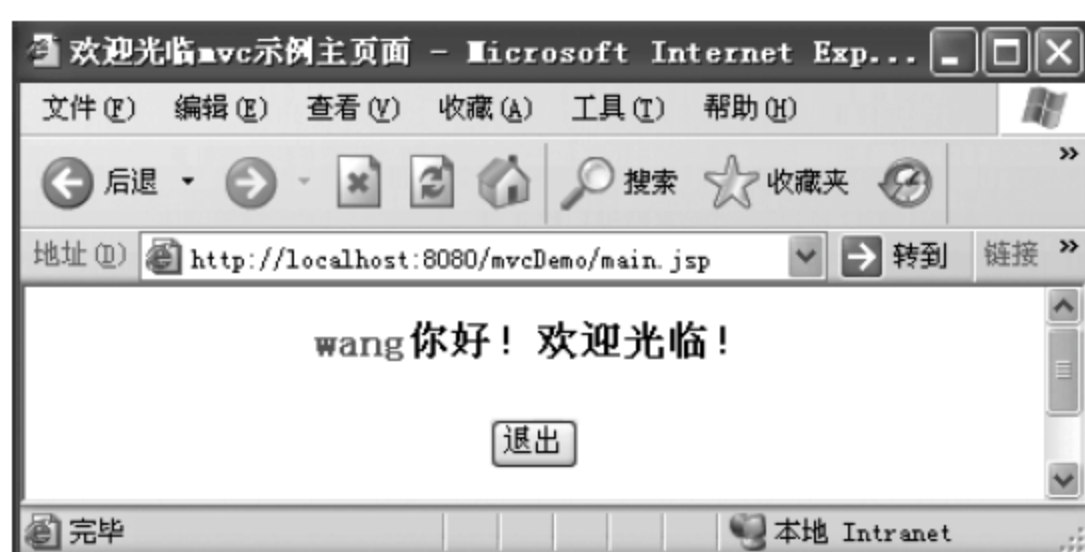 欢迎光临mvc示例主页面 - Microsoft Internet Exp...
文件(F) 编辑(E) 查看(V) 收藏(A) 工具(T) 帮助(H)
后退 搜索 收藏夹 »
地址(D) http://localhost:8080/mvcDemo/main.jsp 转到 链接 »
wang你好！欢迎光临！
退出
完毕 本地 Intranet